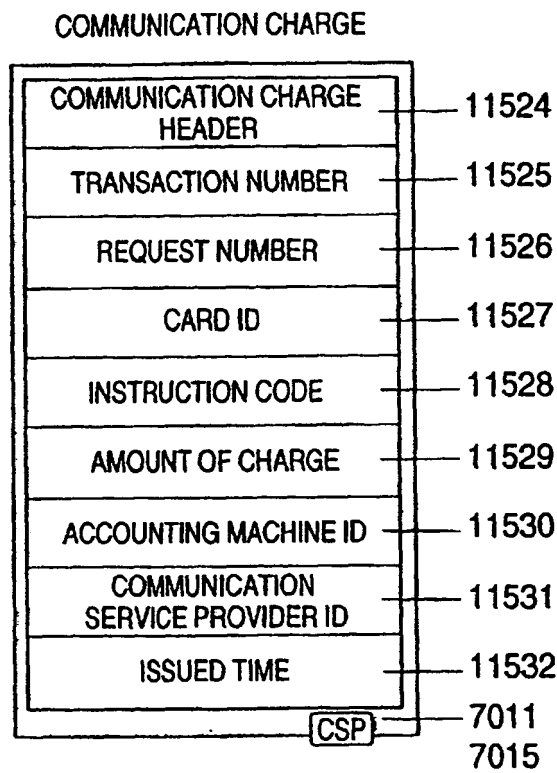 COMMUNICATION CHARGE
COMMUNICATION CHARGE 11524
HEADER
TRANSACTION NUMBER 11525
REQUEST NUMBER 11526
CARD ID 11527
INSTRUCTION CODE 11528
AMOUNT OF CHARGE 11529
ACCOUNTING MACHINE ID 11530
COMMUNICATION 11531
SERVICE PROVIDER ID
ISSUED TIME 11532
CSP 7011
7015